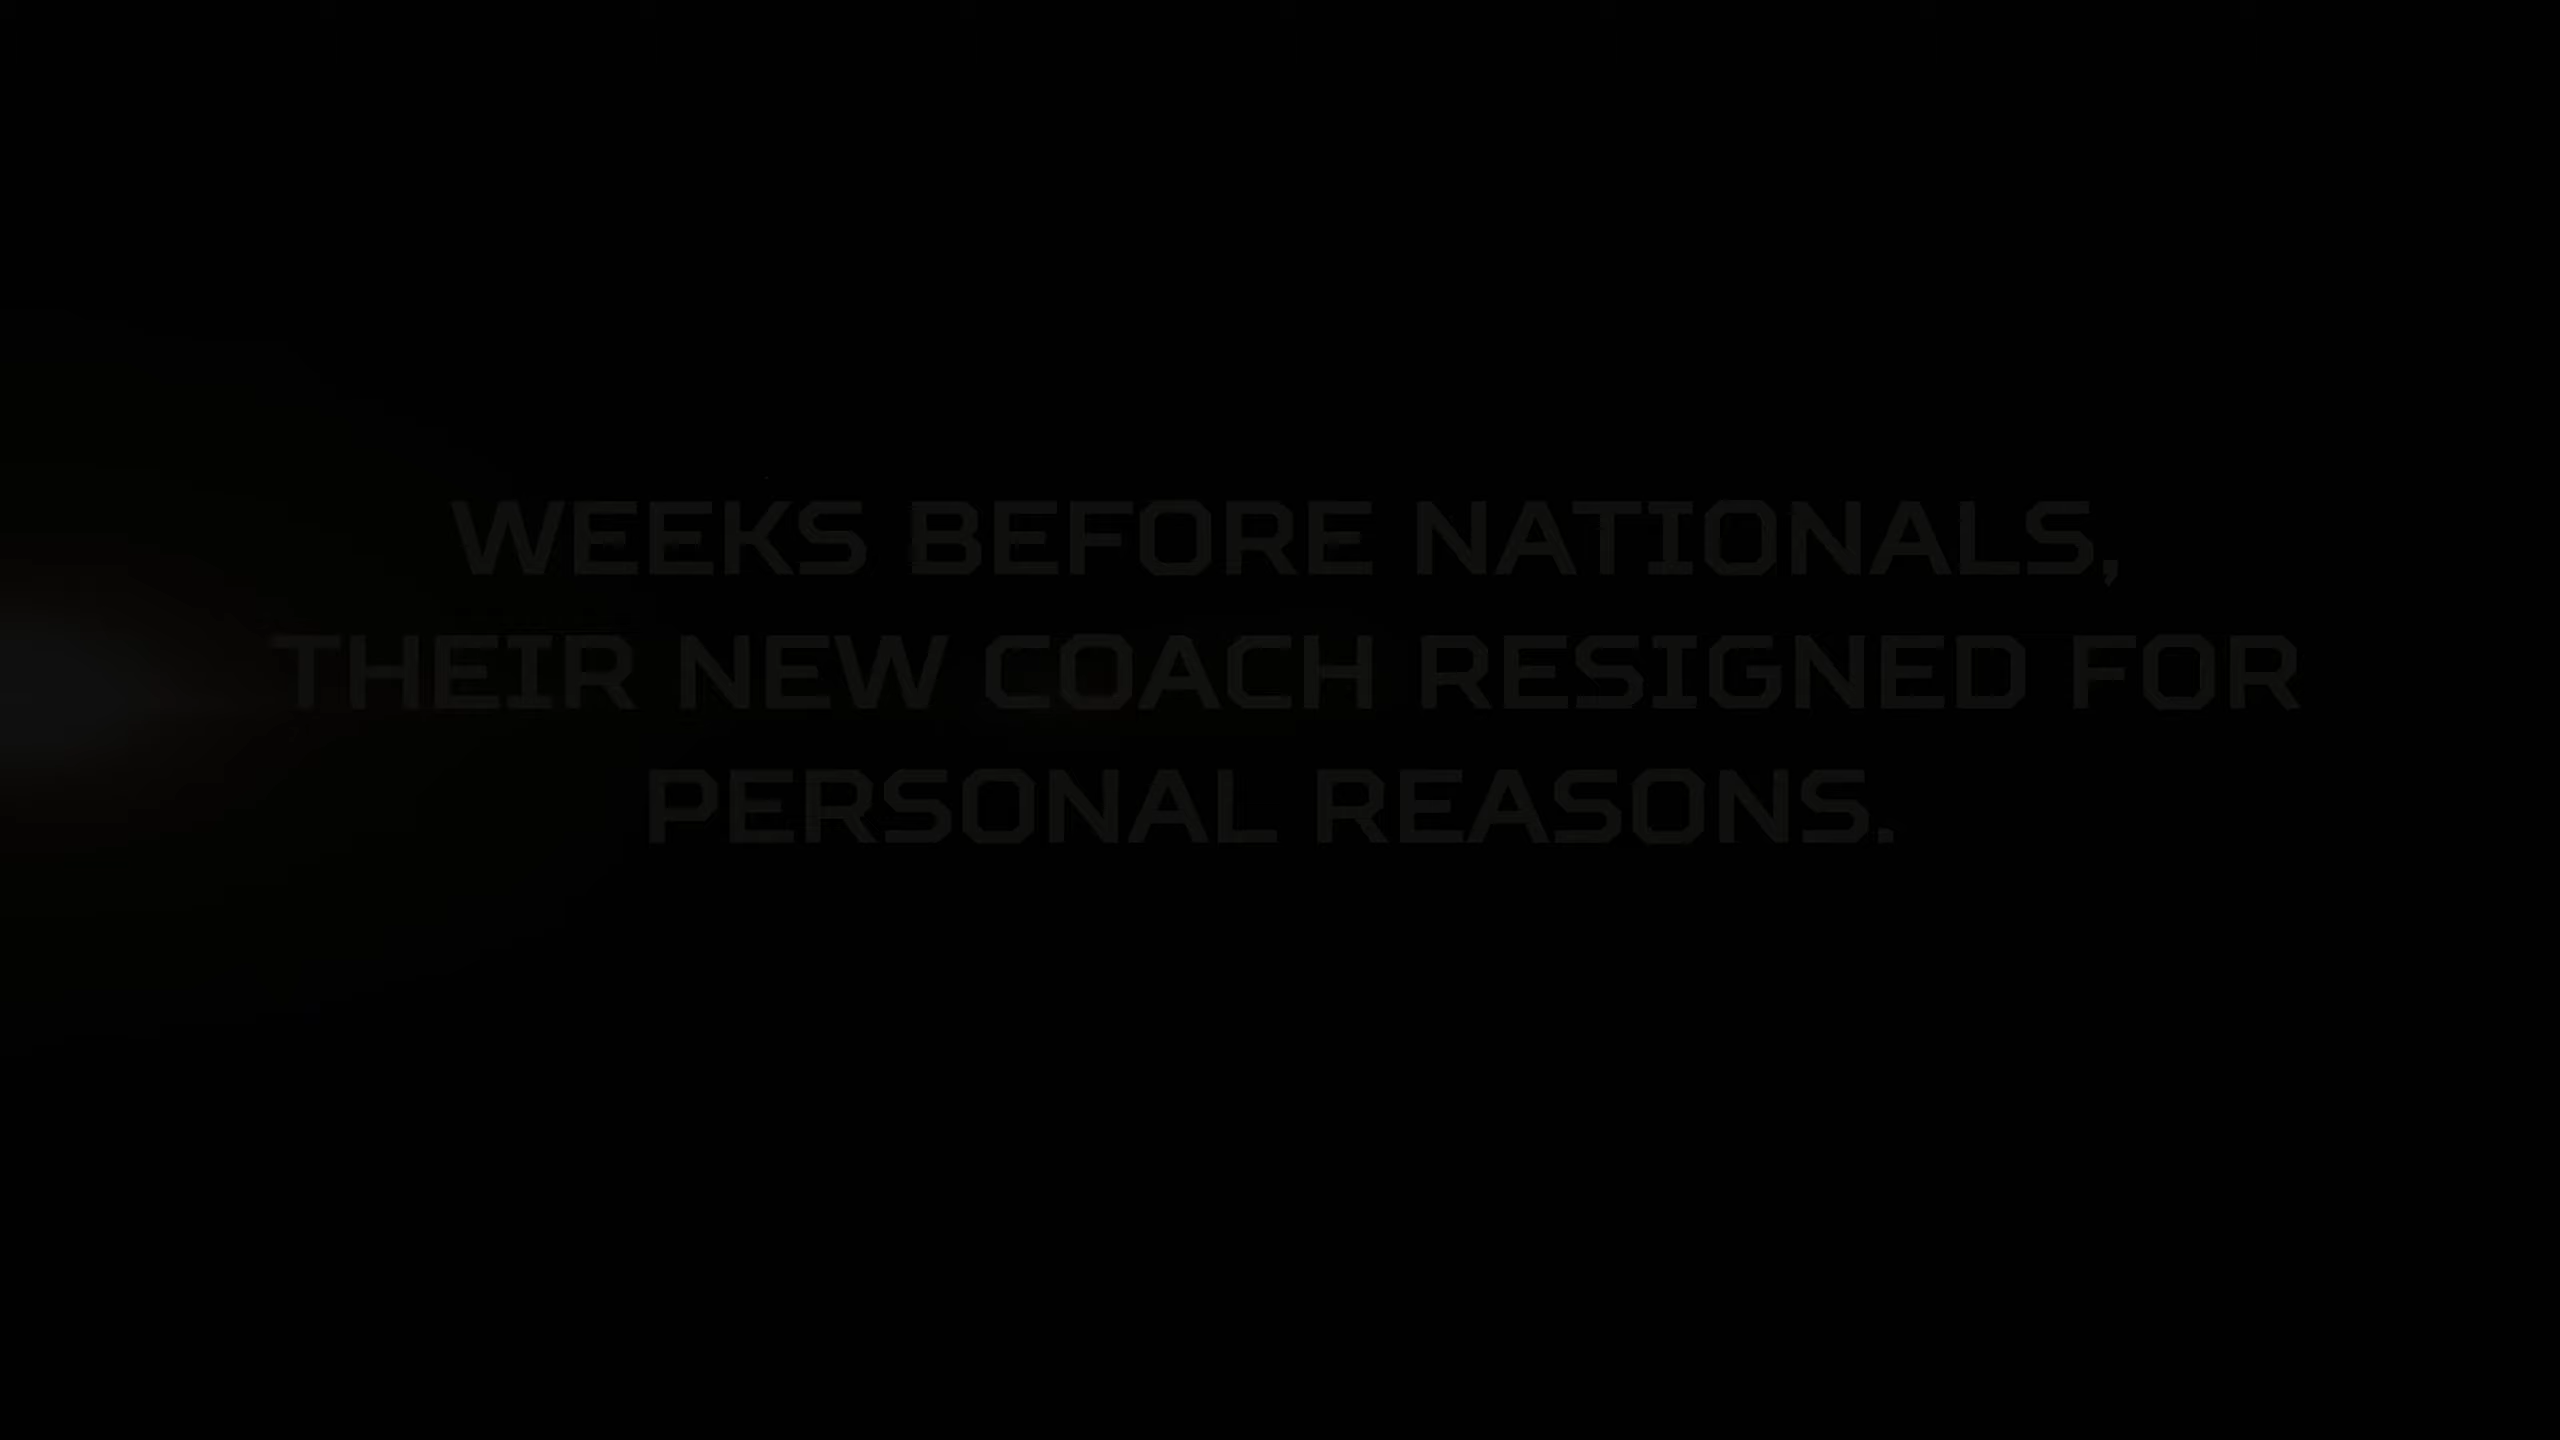 WEEKS BEFORE NATIONALS,
THEIR NEW COACH RESIGNED FOR
PERSONAL REASONS.